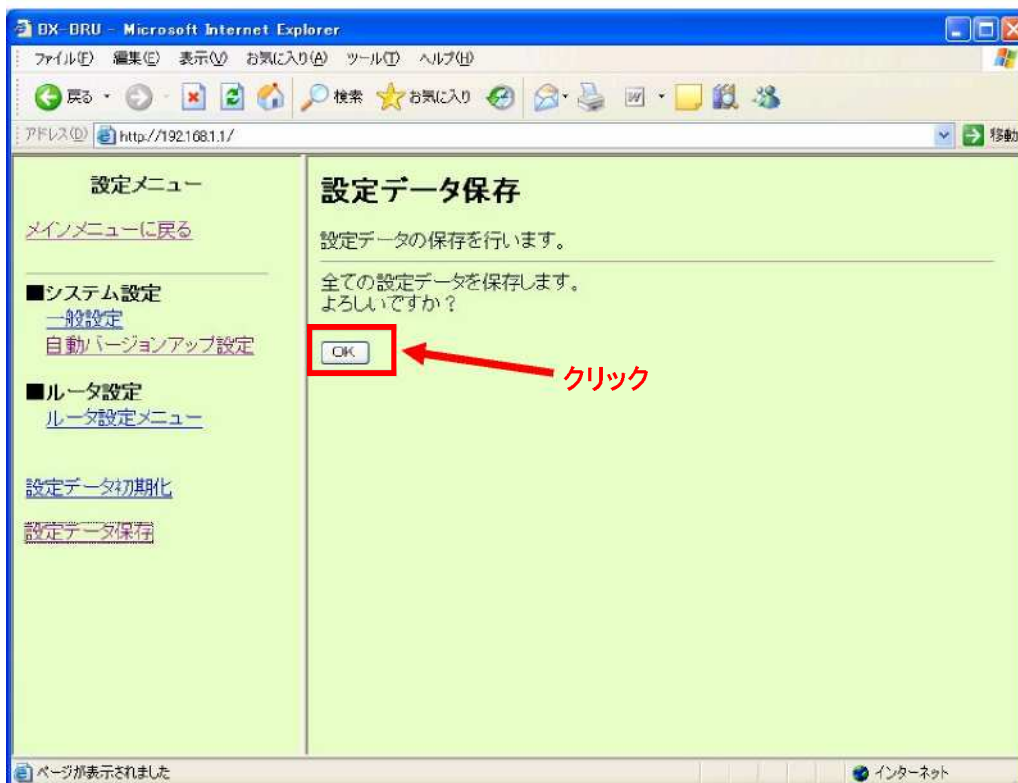 BX-BRU - Microsoft Internet Explorer
ファイル(F) 編集(E) 表示(V) お気に入り(A) ツール(T) ヘルプ(H)
戻る 検索 お気に入り
アドレス(D) http://192.168.1.1/ 移動
設定メニュー
メインメニューに戻る
■システム設定
一般設定
自動バージョンアップ設定
■ルータ設定
ルータ設定メニュー
設定データ初期化
設定データ保存
設定データ保存
設定データの保存を行います。
全ての設定データを保存します。
よろしいですか？
OK
クリック
ページが表示されました インターネット